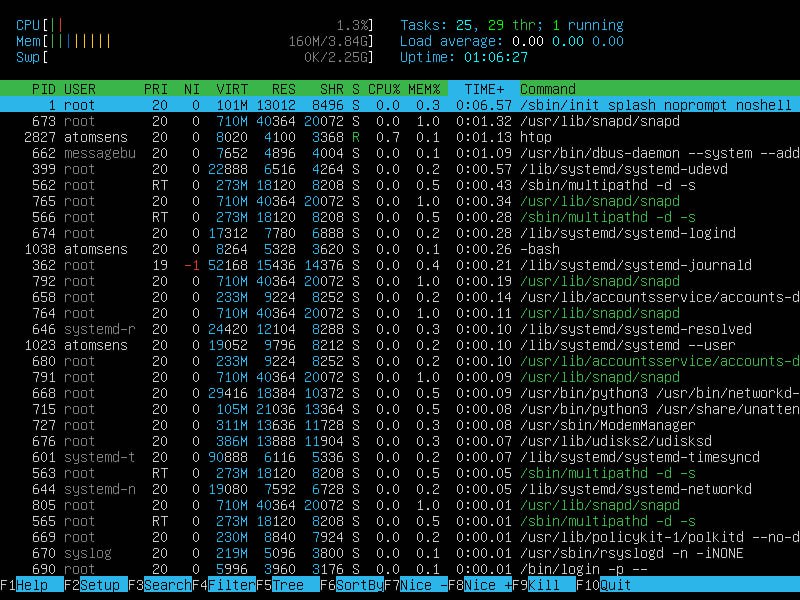 CPU[|| 1.3%] Tasks: 25, 29 thr; 1 running
Mem[|||||||| 160M/3.84G] Load average: 0.00 0.00 0.00
Swp[ 0K/2.25G] Uptime: 01:06:27
PID USER PRI NI VIRT RES SHR S CPU% MEM% TIME+ Command
1 root 20 0 101M 13012 8496 S 0.0 0.3 0:06.57 /sbin/init splash noprompt noshell
673 root 20 0 710M 40364 20072 S 0.0 1.0 0:01.32 /usr/lib/snapd/snapd
2827 atomsens 20 0 8020 4100 3368 R 0.7 0.1 0:01.13 htop
662 messagebu 20 0 7652 4896 4004 S 0.0 0.1 0:01.09 /usr/bin/dbus-daemon --system --add
399 root 20 0 22888 6516 4264 S 0.0 0.2 0:00.57 /lib/systemd/systemd-udevd
562 root RT 0 273M 18120 8208 S 0.0 0.5 0:00.43 /sbin/multipathd -d -s
765 root 20 0 710M 40364 20072 S 0.0 1.0 0:00.34 /usr/lib/snapd/snapd
566 root RT 0 273M 18120 8208 S 0.0 0.5 0:00.28 /sbin/multipathd -d -s
674 root 20 0 17312 7780 6888 S 0.0 0.2 0:00.28 /lib/systemd/systemd-logind
1038 atomsens 20 0 8264 5328 3620 S 0.0 0.1 0:00.26 -bash
362 root 19 -1 52168 15436 14376 S 0.0 0.4 0:00.21 /lib/systemd/systemd-journald
792 root 20 0 710M 40364 20072 S 0.0 1.0 0:00.19 /usr/lib/snapd/snapd
658 root 20 0 233M 9224 8252 S 0.0 0.2 0:00.14 /usr/lib/accountsservice/accounts-d
764 root 20 0 710M 40364 20072 S 0.0 1.0 0:00.11 /usr/lib/snapd/snapd
646 systemd-r 20 0 24420 12104 8288 S 0.0 0.3 0:00.10 /lib/systemd/systemd-resolved
1023 atomsens 20 0 19052 9796 8212 S 0.0 0.2 0:00.10 /lib/systemd/systemd --user
680 root 20 0 233M 9224 8252 S 0.0 0.2 0:00.10 /usr/lib/accountsservice/accounts-d
791 root 20 0 710M 40364 20072 S 0.0 1.0 0:00.09 /usr/lib/snapd/snapd
668 root 20 0 29416 18384 10372 S 0.0 0.5 0:00.09 /usr/bin/python3 /usr/bin/networkd-
715 root 20 0 105M 21036 13364 S 0.0 0.5 0:00.08 /usr/bin/python3 /usr/share/unatten
727 root 20 0 311M 13636 11728 S 0.0 0.3 0:00.08 /usr/sbin/ModemManager
676 root 20 0 386M 13888 11904 S 0.0 0.3 0:00.07 /usr/lib/udisks2/udisksd
601 systemd-t 20 0 90888 6116 5336 S 0.0 0.2 0:00.07 /lib/systemd/systemd-timesyncd
563 root RT 0 273M 18120 8208 S 0.0 0.5 0:00.05 /sbin/multipathd -d -s
644 systemd-n 20 0 19080 7592 6728 S 0.0 0.2 0:00.05 /lib/systemd/systemd-networkd
805 root 20 0 710M 40364 20072 S 0.0 1.0 0:00.01 /usr/lib/snapd/snapd
565 root RT 0 273M 18120 8208 S 0.0 0.5 0:00.01 /sbin/multipathd -d -s
669 root 20 0 230M 8840 7924 S 0.0 0.2 0:00.01 /usr/lib/policykit-1/polkitd --no-d
670 syslog 20 0 219M 5096 3800 S 0.0 0.1 0:00.01 /usr/sbin/rsyslogd -n -iNONE
690 root 20 0 5996 3960 3176 S 0.0 0.1 0:00.01 /bin/login -p --
F1Help F2Setup F3SearchF4FilterF5Tree F6SortByF7Nice -F8Nice +F9Kill F10Quit